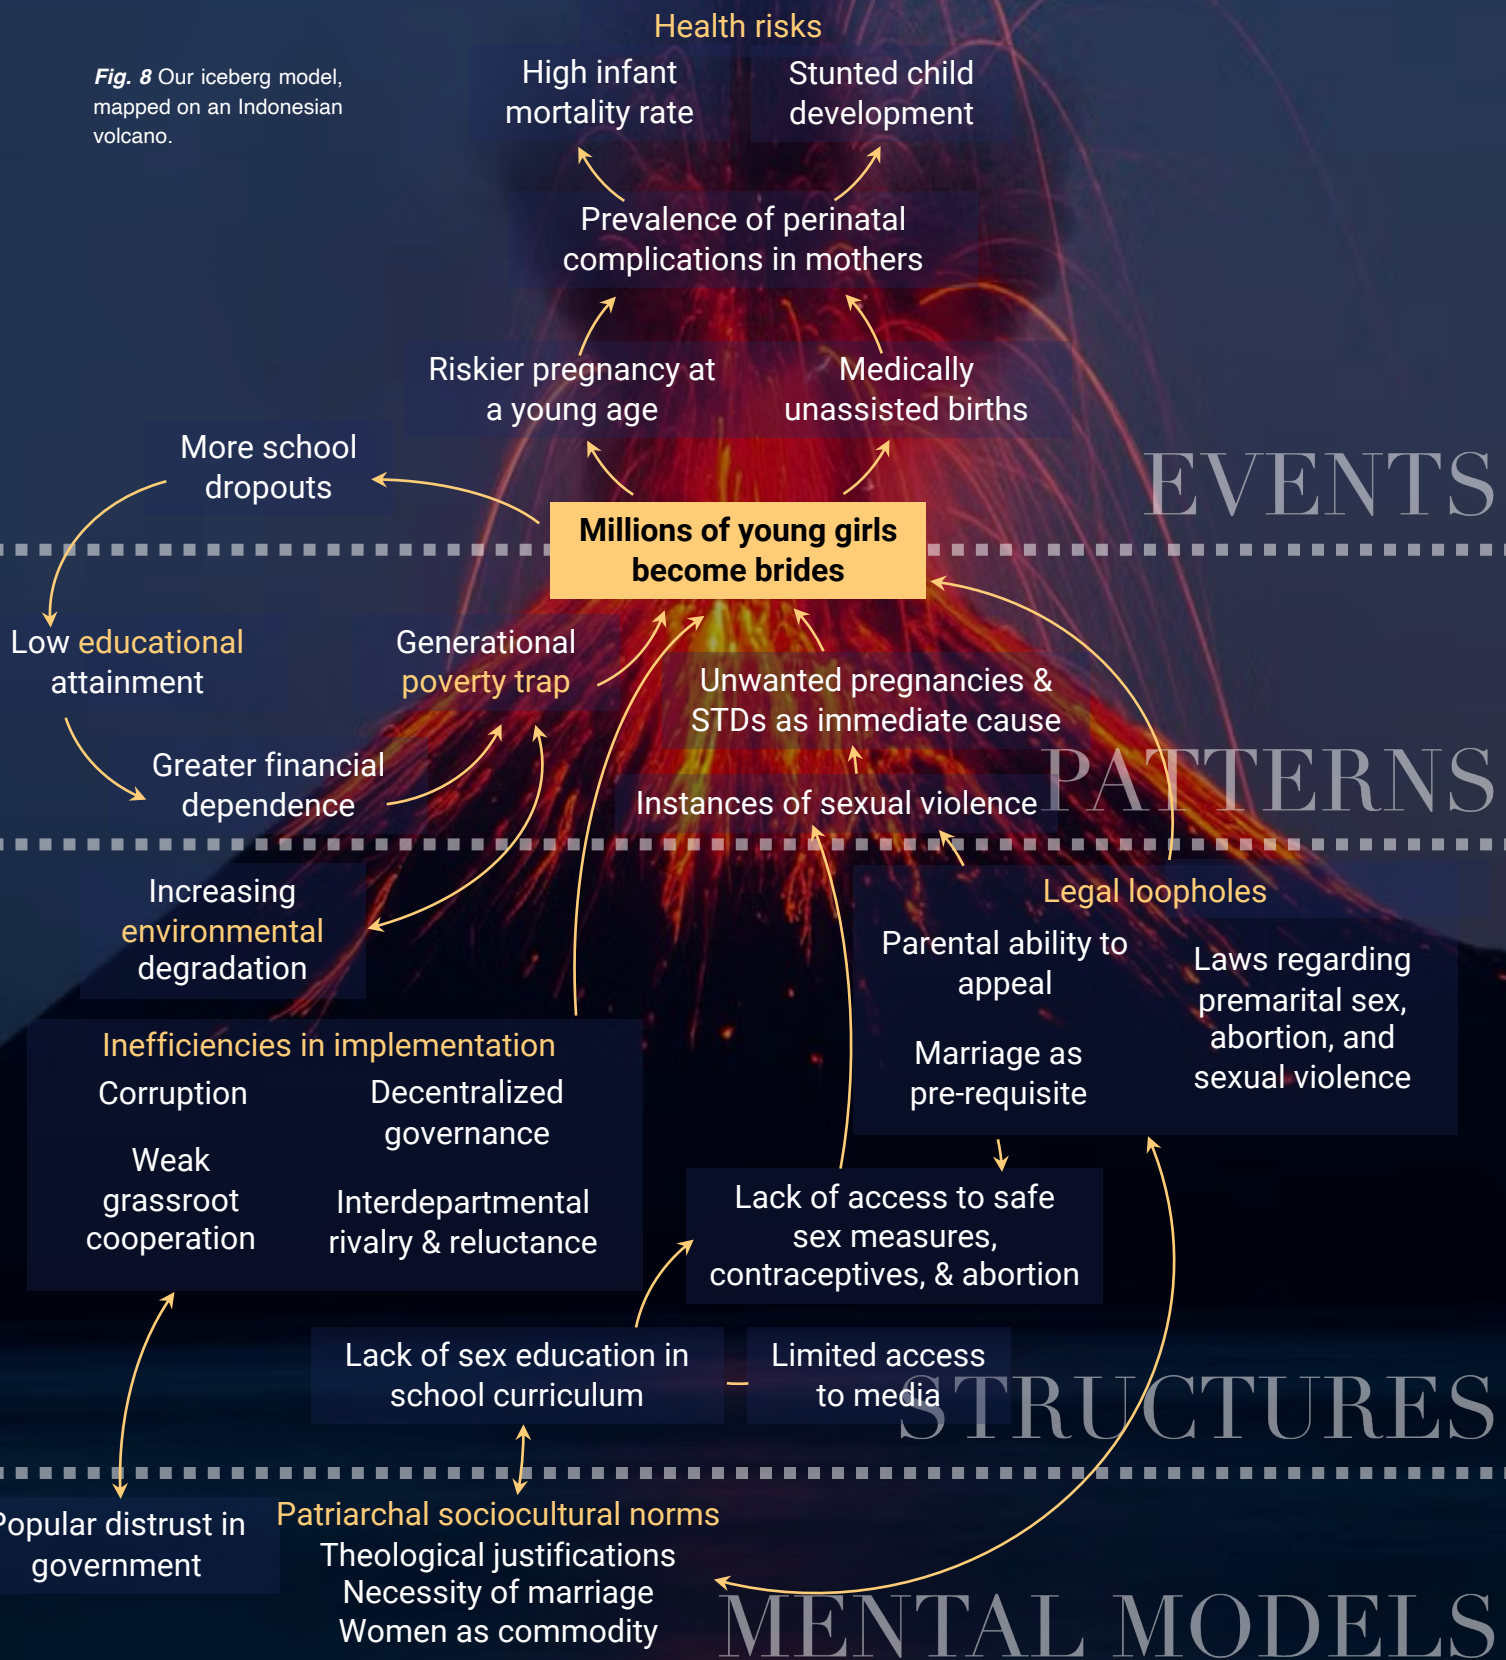 Health risks
Fig. 8 Our iceberg model,
mapped on an Indonesian
volcano.
High infant
mortality rate
Stunted child
development
Prevalence of perinatal
complications in mothers
Riskier pregnancy at
a young age
Medically
unassisted births
More school
dropouts
EVENTS
Millions of young girls
become brides
Low educational
attainment
Generational
poverty trap
Unwanted pregnancies &
STDs as immediate cause
Greater financial
dependence
Instances of sexual violence
PATTERNS
Increasing
environmental
degradation
Legal loopholes
Parental ability to
appeal
Marriage as
pre-requisite
Laws regarding
premarital sex,
abortion, and
sexual violence
Inefficiencies in implementation
Corruption
Weak
grassroot
cooperation
Decentralized
governance
Interdepartmental
rivalry & reluctance
Lack of access to safe
sex measures,
contraceptives, & abortion
Lack of sex education in
school curriculum
Limited access
to media
STRUCTURES
Popular distrust in
government
Patriarchal sociocultural norms
Theological justifications
Necessity of marriage
Women as commodity
MENTAL MODELS